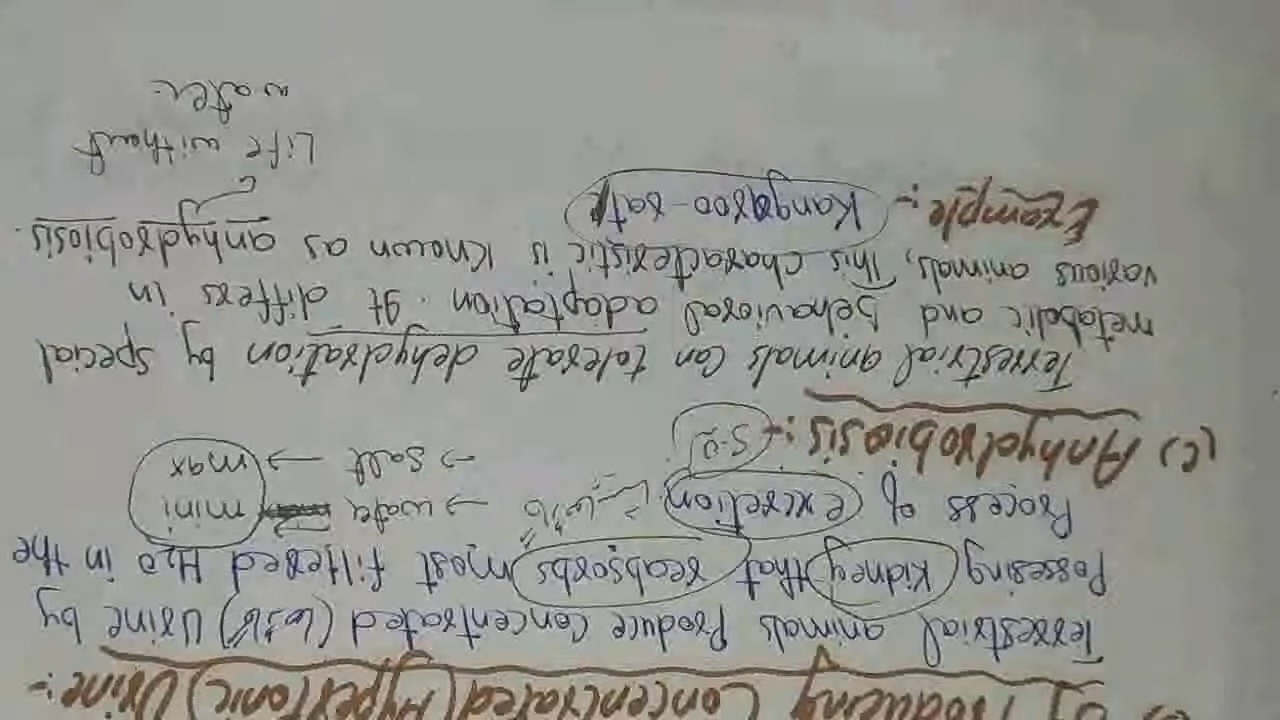 Producing Concentrated (Hypertonic) Urine:-
Terrestrial animals Produce Concentrated Urine by
Possesing kidney that reabsorbs most filtered H2O in the
Process of excretion
→ water mini
→ salt → max
(c) Anhydrobiosis:- S.Q
Terrestrial animals Can tolerate dehydration by special
metabolic and behavioral adaptation. It differs in
various animals, This characteristic is known as anhydrobiosis.
Example:- Kangaroo rat
Life without
water.